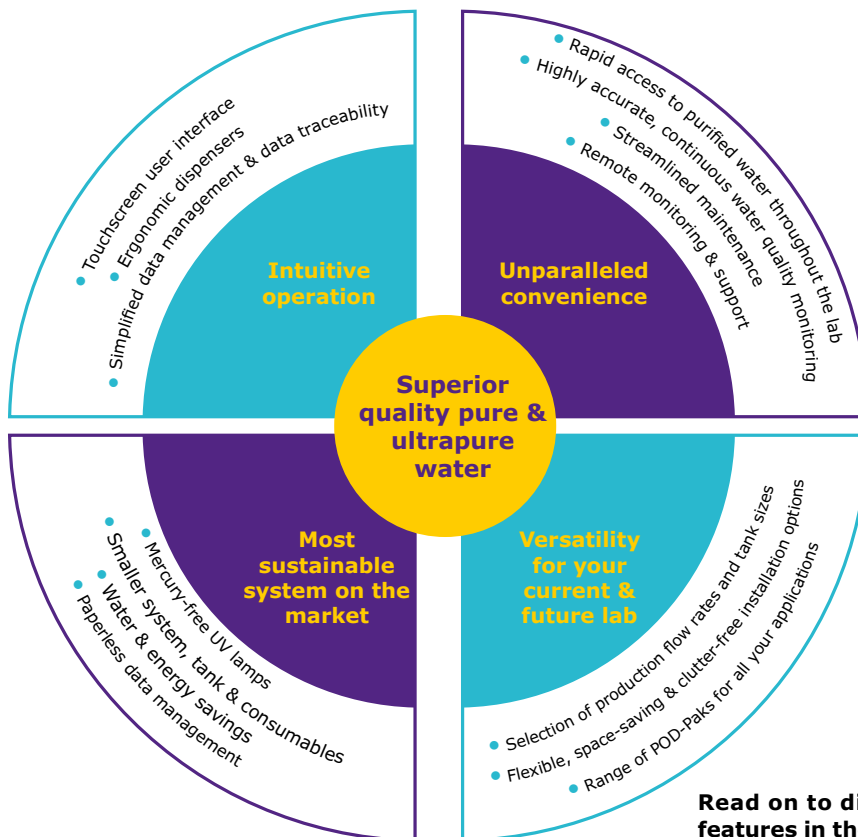 Touchscreen user interface
Ergonomic dispensers
Simplified data management & data traceability
Intuitive
operation
Rapid access to purified water throughout the lab
Highly accurate, continuous water quality monitoring
Streamlined maintenance
Remote monitoring & support
Unparalleled
convenience
Superior
quality pure &
ultrapure
water
Most
sustainable
system on the
market
Mercury-free UV lamps
Smaller system, tank & consumables
Water & energy savings
Paperless data management
Versatility
for your
current &
future lab
Selection of production flow rates and tank sizes
Flexible, space-saving & clutter-free installation options
Range of POD-Paks for all your applications
Read on to di
features in th